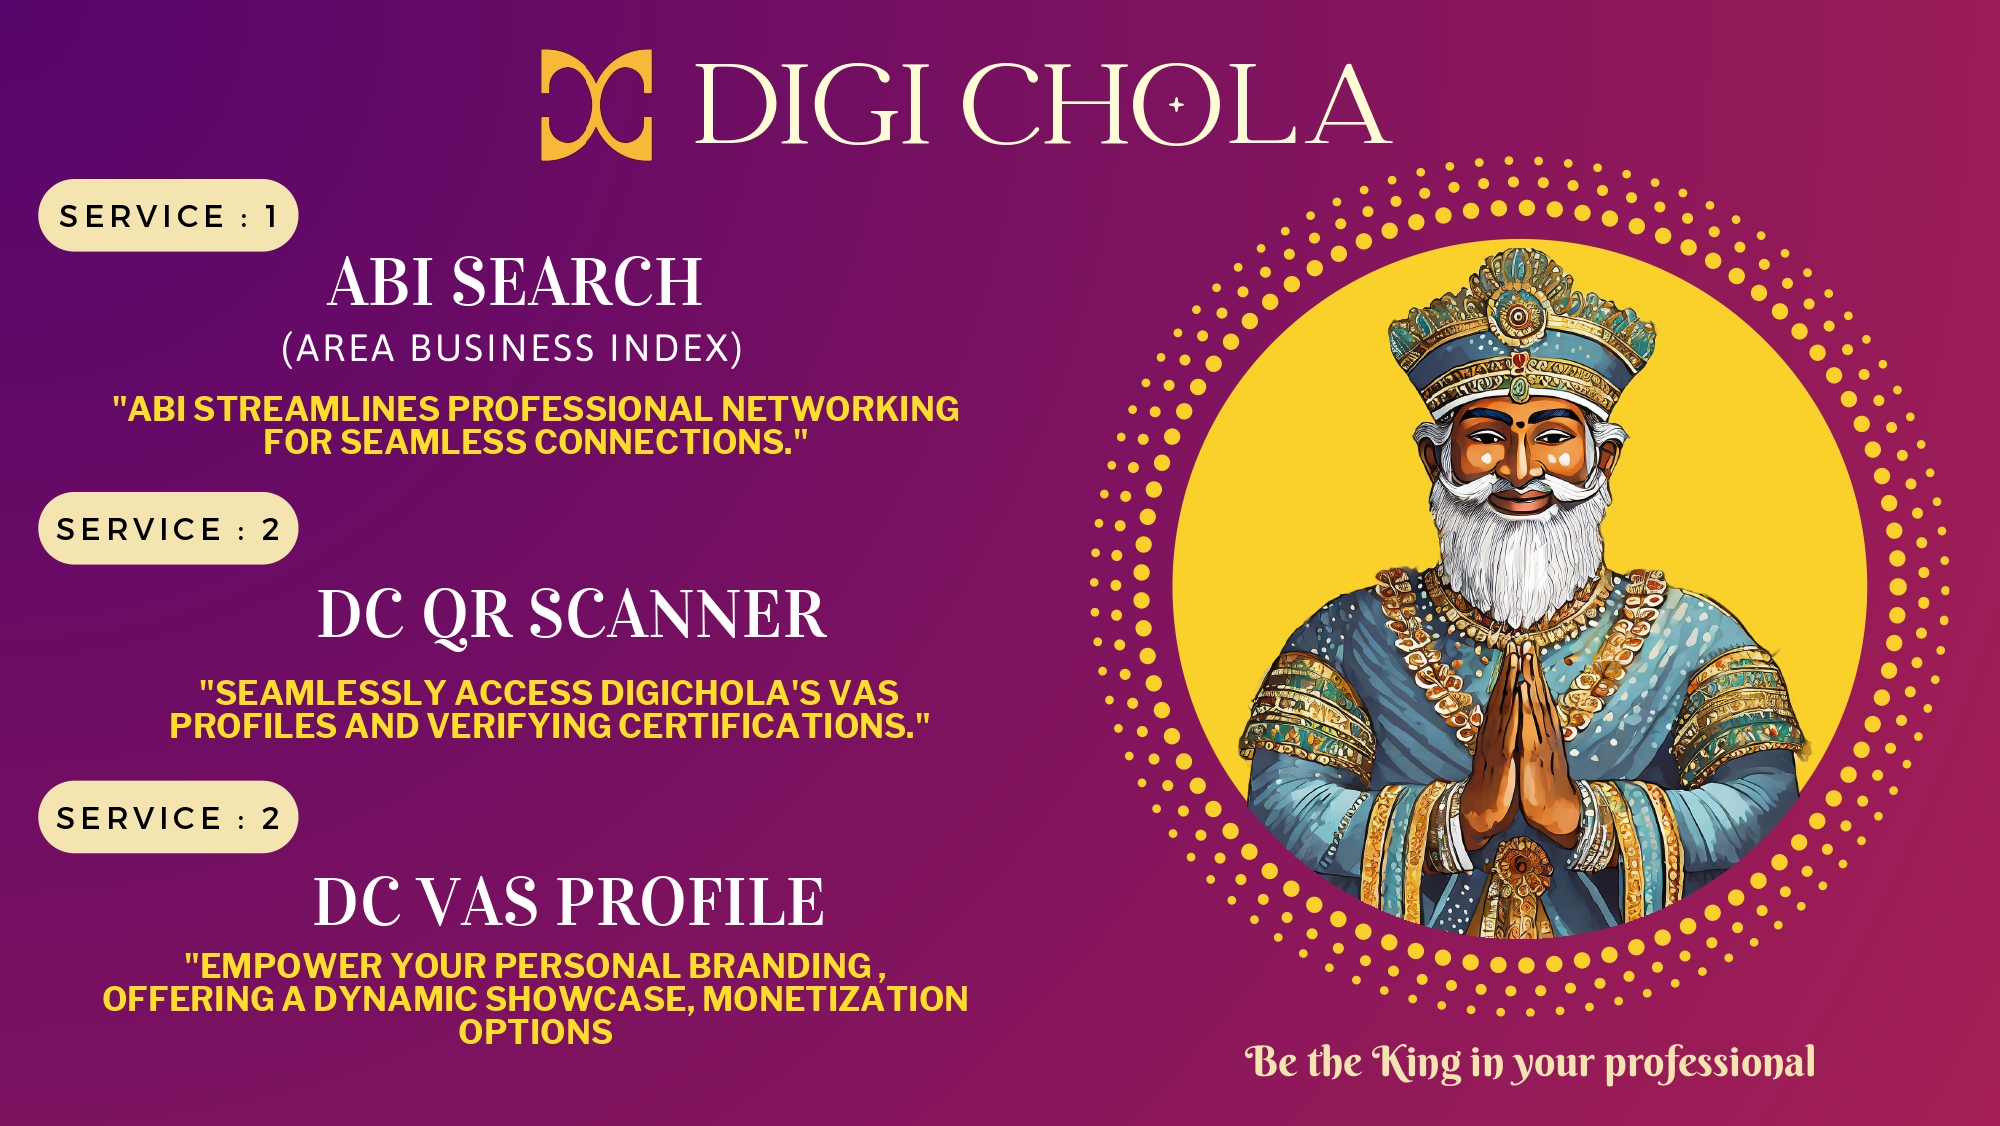 DIGI CHOLA
SERVICE : 1
ABI SEARCH
(AREA BUSINESS INDEX)
"ABI STREAMLINES PROFESSIONAL NETWORKING
FOR SEAMLESS CONNECTIONS."
SERVICE : 2
DC QR SCANNER
"SEAMLESSLY ACCESS DIGICHOLA'S VAS
PROFILES AND VERIFYING CERTIFICATIONS."
SERVICE : 2
DC VAS PROFILE
"EMPOWER YOUR PERSONAL BRANDING ,
OFFERING A DYNAMIC SHOWCASE, MONETIZATION
OPTIONS
Be the King in your professional